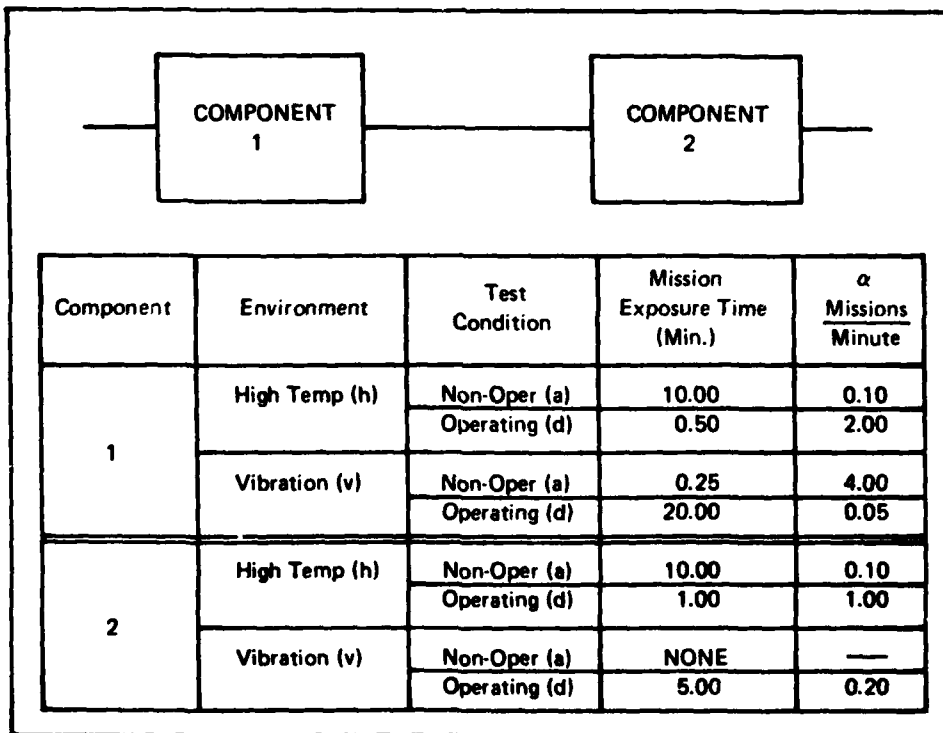 COMPONENT
1
COMPONENT
2
Component Environment Test Condition Mission Exposure Time (Min.) α Missions Minute
1 High Temp (h) Non-Oper (a) 10.00 0.10
Operating (d) 0.50 2.00
Vibration (v) Non-Oper (a) 0.25 4.00
Operating (d) 20.00 0.05
2 High Temp (h) Non-Oper (a) 10.00 0.10
Operating (d) 1.00 1.00
Vibration (v) Non-Oper (a) NONE —
Operating (d) 5.00 0.20